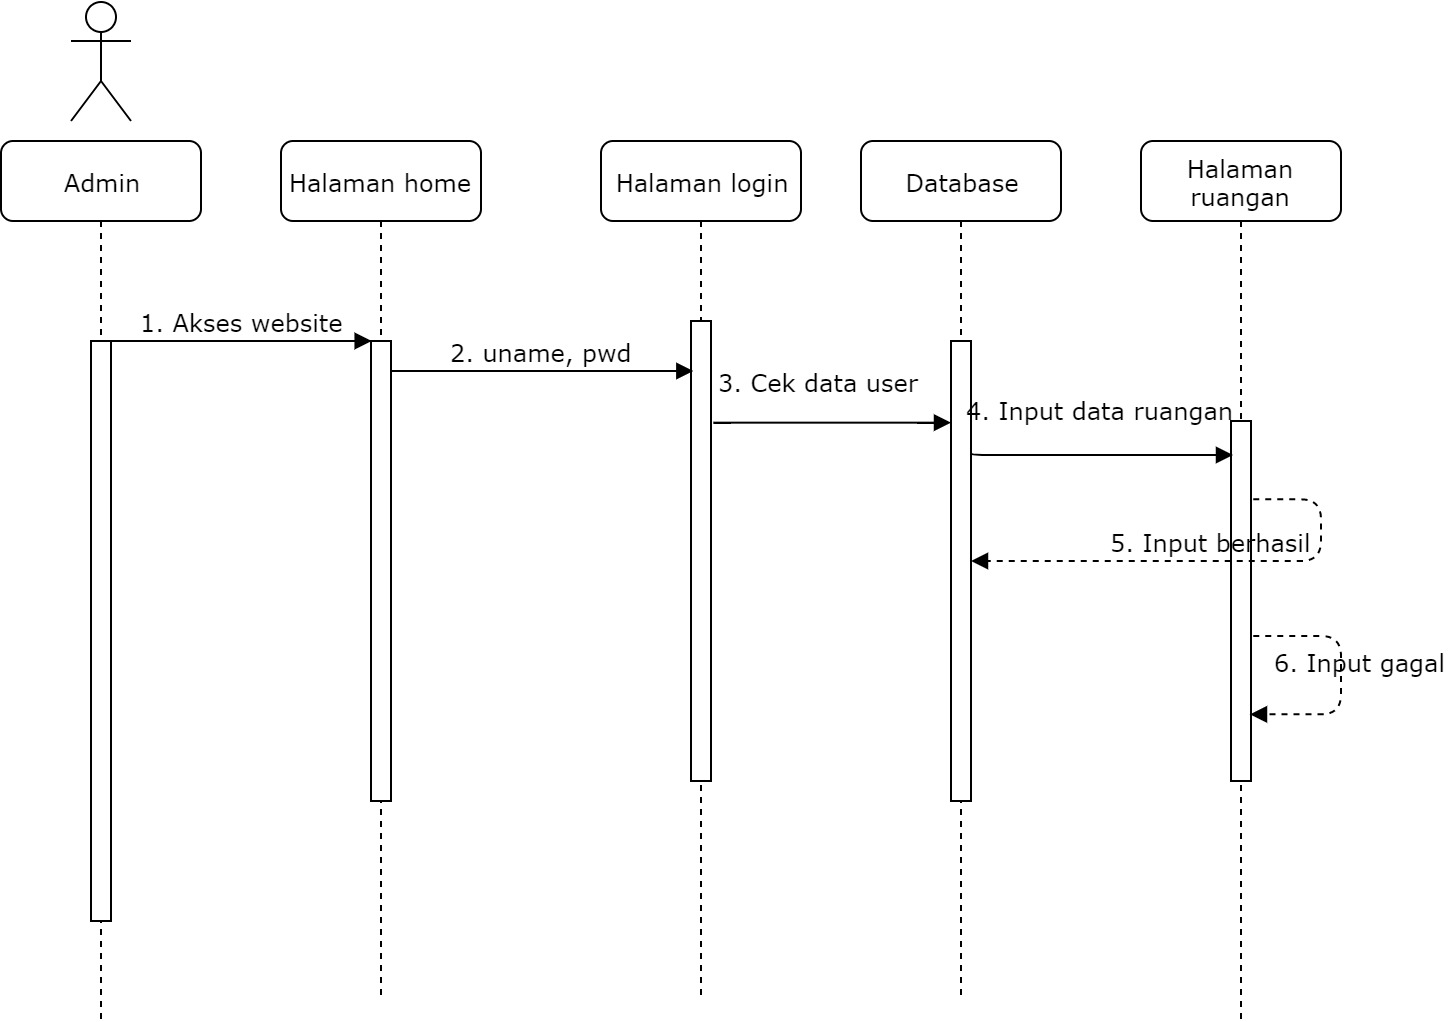 Admin
Halaman home
Halaman login
Database
Halaman
ruangan
1. Akses website
2. uname, pwd
3. Cek data user
4. Input data ruangan
5. Input berhasil
6. Input gagal